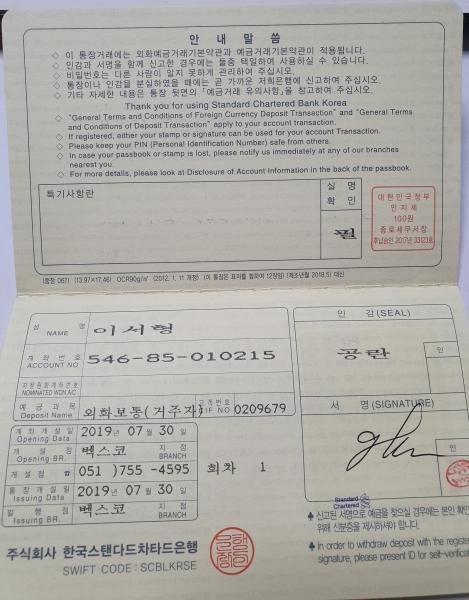 안 내 말 씀
◇ 이 통장거래에는 외화예금거래기본약관과 예금거래기본약관이 적용됩니다.
◇ 인감과 서명을 함께 신고한 경우에는 둘중 택일하여 사용하실 수 있습니다.
◇ 비밀번호는 다른 사람이 알지 못하게 관리하여 주십시오.
◇ 통장이나 인감을 분실하였을 때에는 곧 가까운 저희은행에 신고하여 주십시오.
◇ 기타 자세한 내용은 통장 뒷면의 「예금거래 유의사항」을 참고하여 주십시오.
Thank you for using Standard Chartered Bank Korea
◇ "General Terms and Conditions of Foreign Currency Deposit Transaction" and "General Terms
and Conditions of Deposit Transaction" apply to your account transaction.
◇ If registered, either your stamp or signature can be used for your Account transaction.
◇ Please keep your PIN (Personal Identification Number) safe from others.
◇ In case your passbook or stamp is lost, please notify us immediately at any of our branches
nearest you.
◇ For more details, please look at Disclosure of Account Information in the back of the passbook.
특기사항란
실 명
확 인
필
대한민국정부
인지세
100원
종로세무서장
후납승인 2017년 33123호
(통장 067) (13.97×17.46) OCR90g/㎡ (2012. 1. 11 개정) (이 통장은 표지를 합하여 12장임) (제조년월 2018.5) 대신
성 명
NAME
이서형
계 좌 번 호
ACCOUNT NO
546-85-010215
지정원화계좌번호
NOMINATED WON A/C
예 금 과 목
Deposit Name
외화보통(거주자)
고객번호
CIF NO
0209679
계 좌 개 설 일
Opening Data
2019년 07 월 30 일
개 설 점
Opening BR.
벡스코
지 점
BRANCH
개설점 ☎
051 )755 -4595
회차 1
통 장 개 설 일
Issuing Data
2019년 07 월 30 일
발 행 점
Issuing BR.
벡스코
지 점
BRANCH
주식회사 한국스탠다드차타드은행
SWIFT CODE : SCBLKRSE
인 감(SEAL)
공란
인
서 명(SIGNATURE)
인
Standard
Chartered
♣ 신고된 서명으로 예금을 찾으실 경우에는 본인 확인
위해 신분증을 제시하셔야 합니다.
♣ In order to withdraw deposit with the registe
signature, please present ID for self-verifica